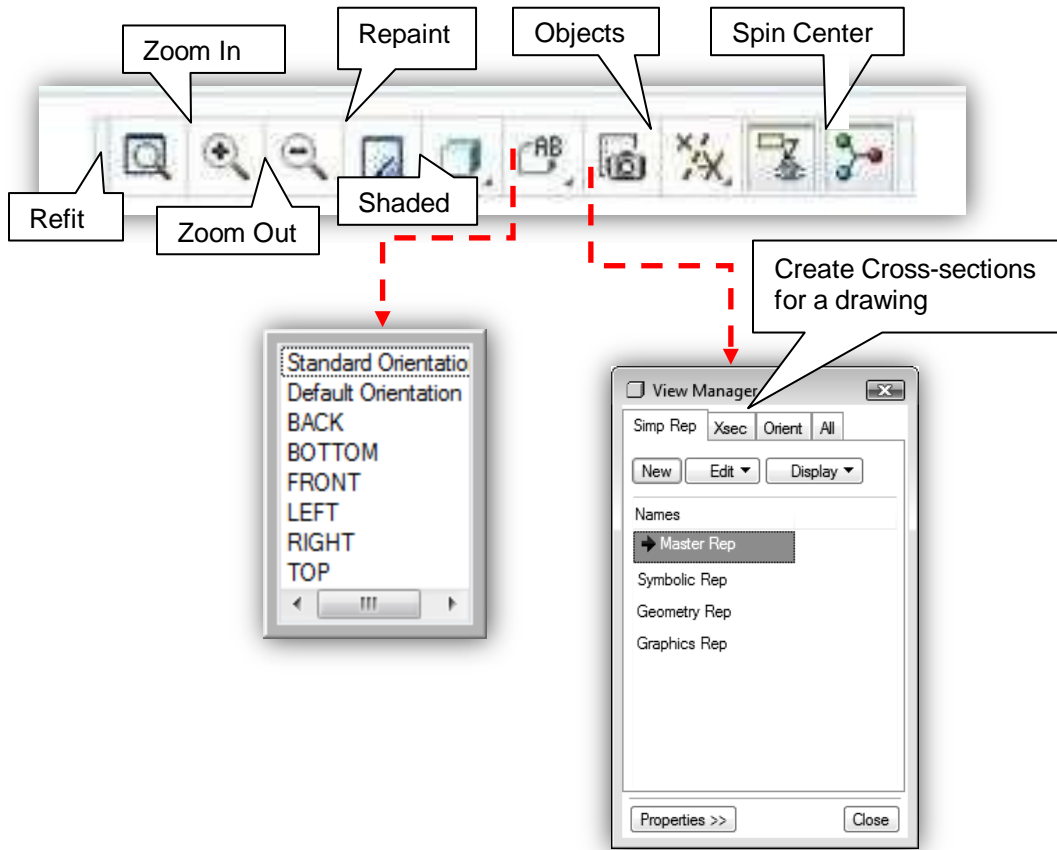 Zoom In
Repaint
Objects
Spin Center
AB
Refit
Zoom Out
Shaded
Create Cross-sections
for a drawing
Standard Orientatio
Default Orientation
BACK
BOTTOM
FRONT
LEFT
RIGHT
TOP
View Manager
Simp Rep Xsec Orient All
New Edit Display
Names
Master Rep
Symbolic Rep
Geometry Rep
Graphics Rep
Properties >> Close